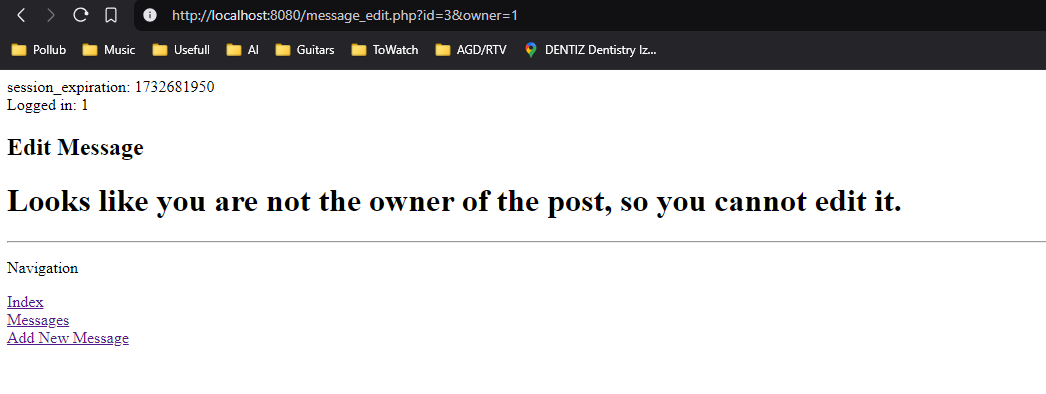 http://localhost:8080/message_edit.php?id=3&owner=1
Pollub Music Usefull AI Guitars ToWatch AGD/RTV DENTIZ Dentistry Iz...
session_expiration: 1732681950
Logged in: 1
Edit Message
Looks like you are not the owner of the post, so you cannot edit it.
Navigation
Index
Messages
Add New Message